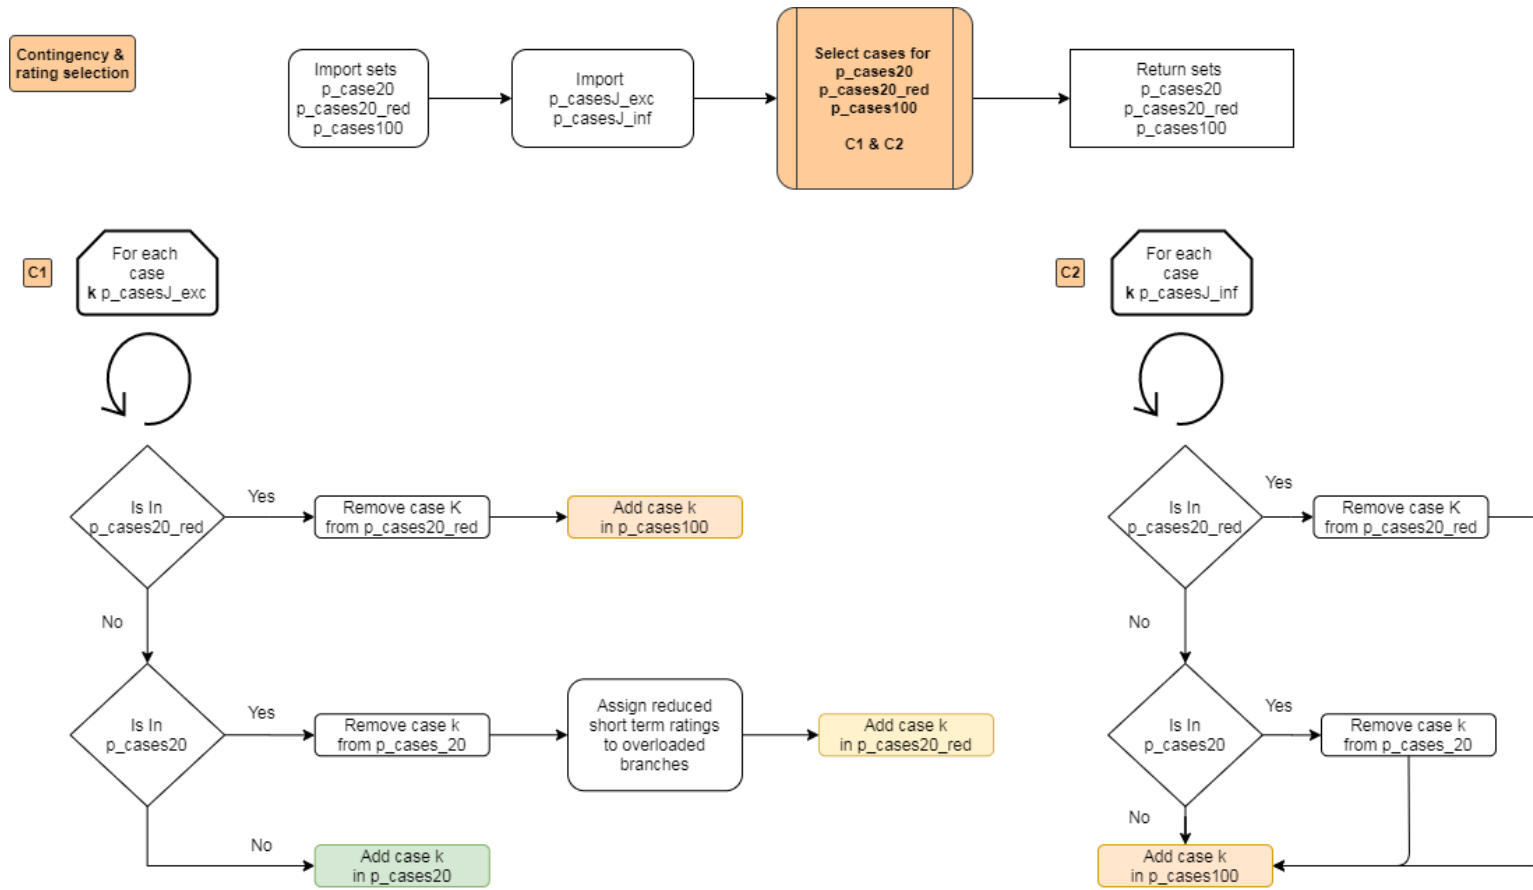 Contingency &
rating selection
Import sets
p_case20
p_cases20_red
p_cases100
Import
p_casesJ_exc
p_casesJ_inf
Select cases for
p_cases20
p_cases20_red
p_cases100
C1 & C2
Return sets
p_cases20
p_cases20_red
p_cases100
C1
For each
case
k p_casesJ_exc
Is In
p_cases20_red
Yes
Remove case K
from p_cases20_red
Add case k
in p_cases100
No
Is In
p_cases20
Yes
Remove case k
from p_cases_20
Assign reduced
short term ratings
to overloaded
branches
Add case k
in p_cases20_red
No
Add case k
in p_cases20
C2
For each
case
k p_casesJ_inf
Is In
p_cases20_red
Yes
Remove case K
from p_cases20_red
No
Is In
p_cases20
Yes
Remove case k
from p_cases_20
No
Add case k
in p_cases100